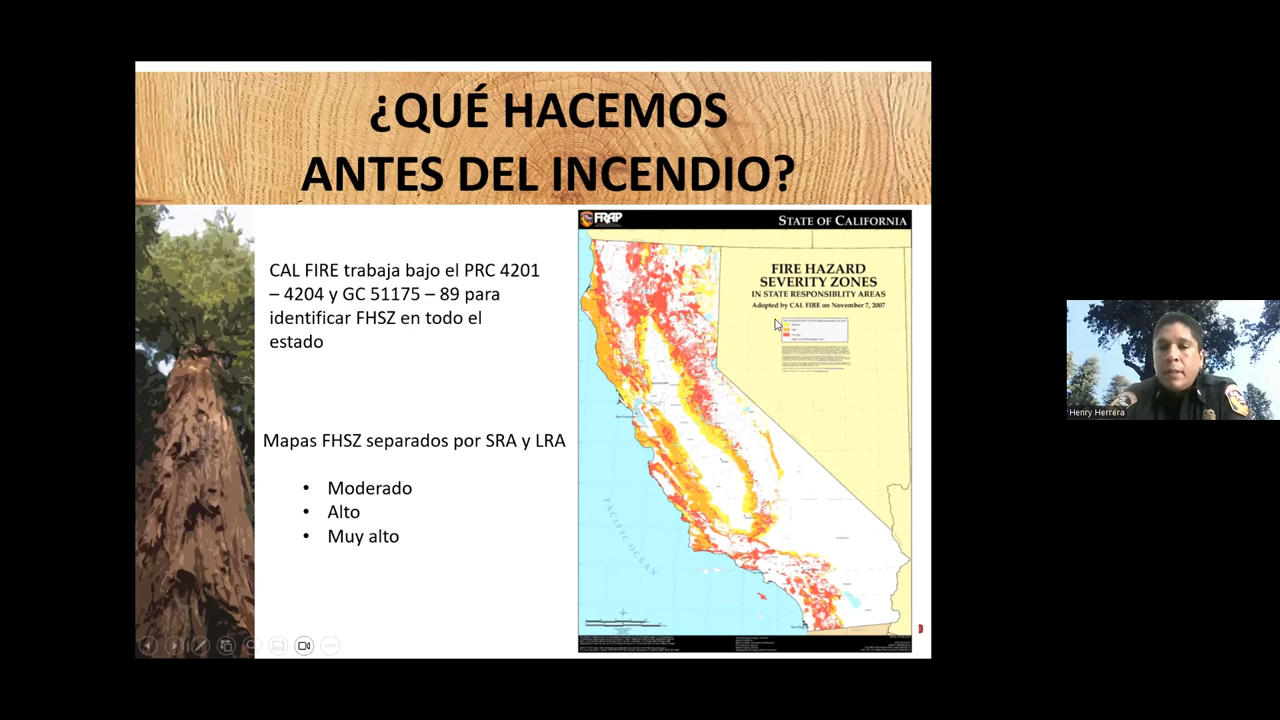 ¿QUÉ HACEMOS
ANTES DEL INCENDIO?
CAL FIRE trabaja bajo el PRC 4201
– 4204 y GC 51175 – 89 para
identificar FHSZ en todo el
estado
Mapas FHSZ separados por SRA y LRA
• Moderado
• Alto
• Muy alto
FRAP
STATE OF CALIFORNIA
FIRE HAZARD
SEVERITY ZONES
IN STATE RESPONSIBLITY AREAS
Adopted by CAL FIRE on November 7, 2007
PACIFIC OCEAN
Henry Herrera